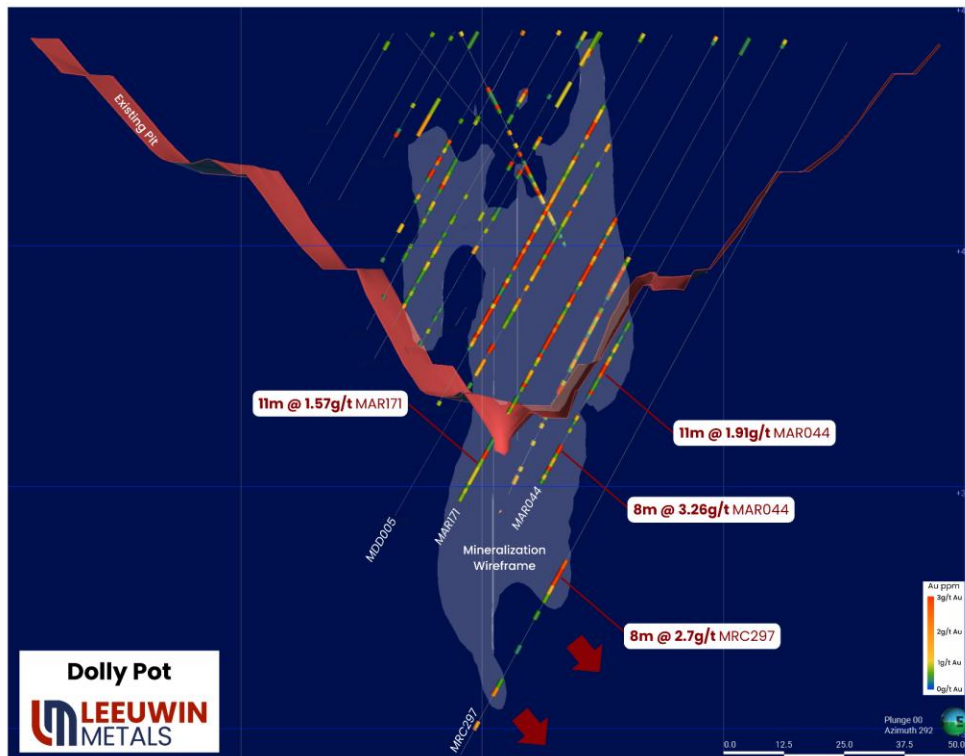 Existing Pit
11m @ 1.57g/t MAR171
11m @ 1.91g/t MAR044
8m @ 3.26g/t MAR044
MDD005
MAR171
MAR044
Mineralization
Wireframe
8m @ 2.7g/t MRC297
MRC297
Au ppm
3g/t Au
2g/t Au
1g/t Au
0g/t Au
Dolly Pot
LEEUWIN
METALS
Plunge 00
Azimuth 292
0.0 12.5 25.0 37.5 50.0